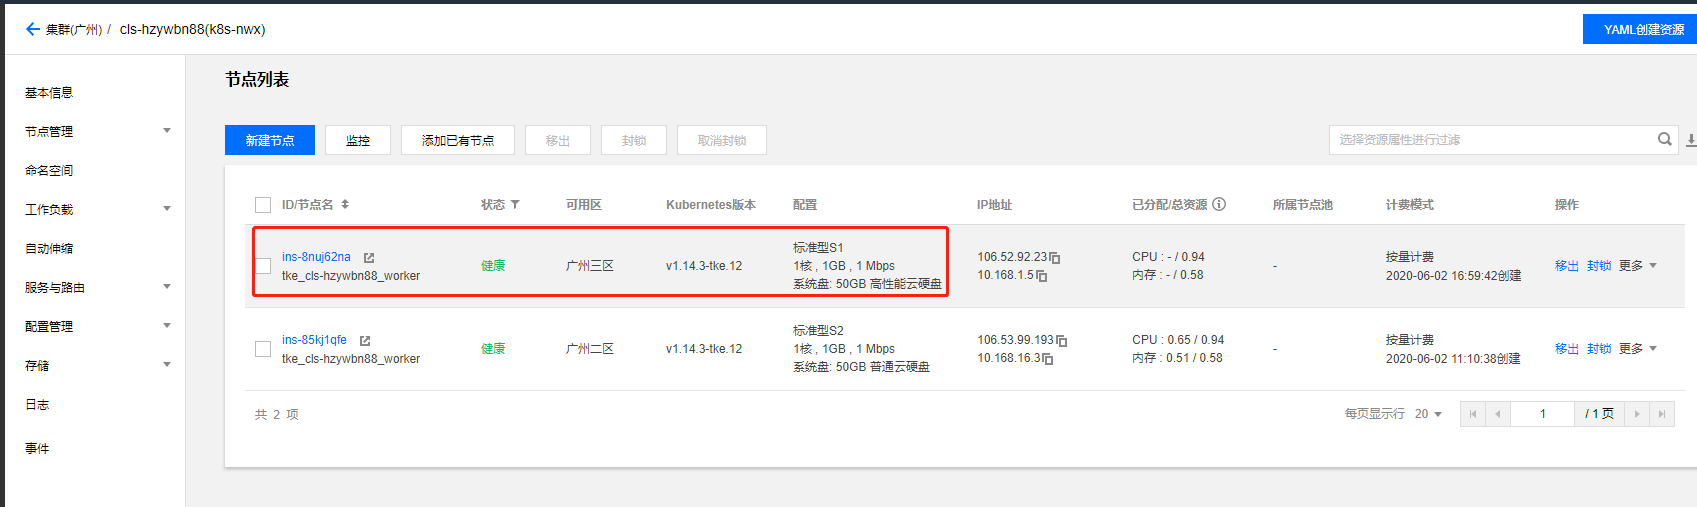 集群(广州) / cls-hzywbn88(k8s-nwx)
YAML创建资源
基本信息
节点管理
命名空间
工作负载
自动伸缩
服务与路由
配置管理
存储
日志
事件
节点列表
新建节点 监控 添加已有节点 移出 封锁 取消封锁
选择资源属性进行过滤
ID/节点名 状态 可用区 Kubernetes版本 配置 IP地址 已分配/总资源 所属节点池 计费模式 操作
ins-8nuj62na
tke_cls-hzywbn88_worker
健康
广州三区
v1.14.3-tke.12
标准型S1
1核 , 1GB , 1 Mbps
系统盘: 50GB 高性能云硬盘
106.52.92.23
10.168.1.5
CPU : - / 0.94
内存 : - / 0.58
-
按量计费
2020-06-02 16:59:42创建
移出 封锁 更多
ins-85kj1qfe
tke_cls-hzywbn88_worker
健康
广州二区
v1.14.3-tke.12
标准型S2
1核 , 1GB , 1 Mbps
系统盘: 50GB 普通云硬盘
106.53.99.193
10.168.16.3
CPU : 0.65 / 0.94
内存 : 0.51 / 0.58
-
按量计费
2020-06-02 11:10:38创建
移出 封锁 更多
共 2 项
每页显示行 20
1 / 1 页